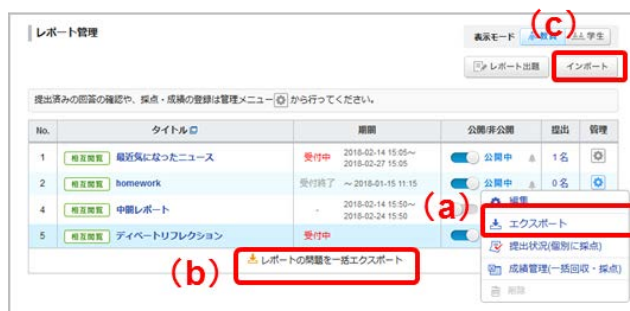 レポート管理
表示モード 教員 学生
(c)
レポート出題 インポート
提出済みの回答の確認や、採点・成績の登録は管理メニュー から行ってください。
No. タイトル 期間 公開/非公開 提出 管理
1 相互閲覧 最近気になったニュース 受付中 2018-02-14 15:05～ 2018-02-27 15:05 公開中 1名
2 相互閲覧 homework 受付終了 ～2018-01-15 11:15 公開中 0名
4 相互閲覧 中間レポート - 2018-02-14 15:50～ 2018-02-24 15:50
5 相互閲覧 ディベートリフレクション 受付中
(a)
編集
エクスポート
提出状況(個別に採点)
成績管理(一括回収・採点)
削除
(b)
レポートの問題を一括エクスポート